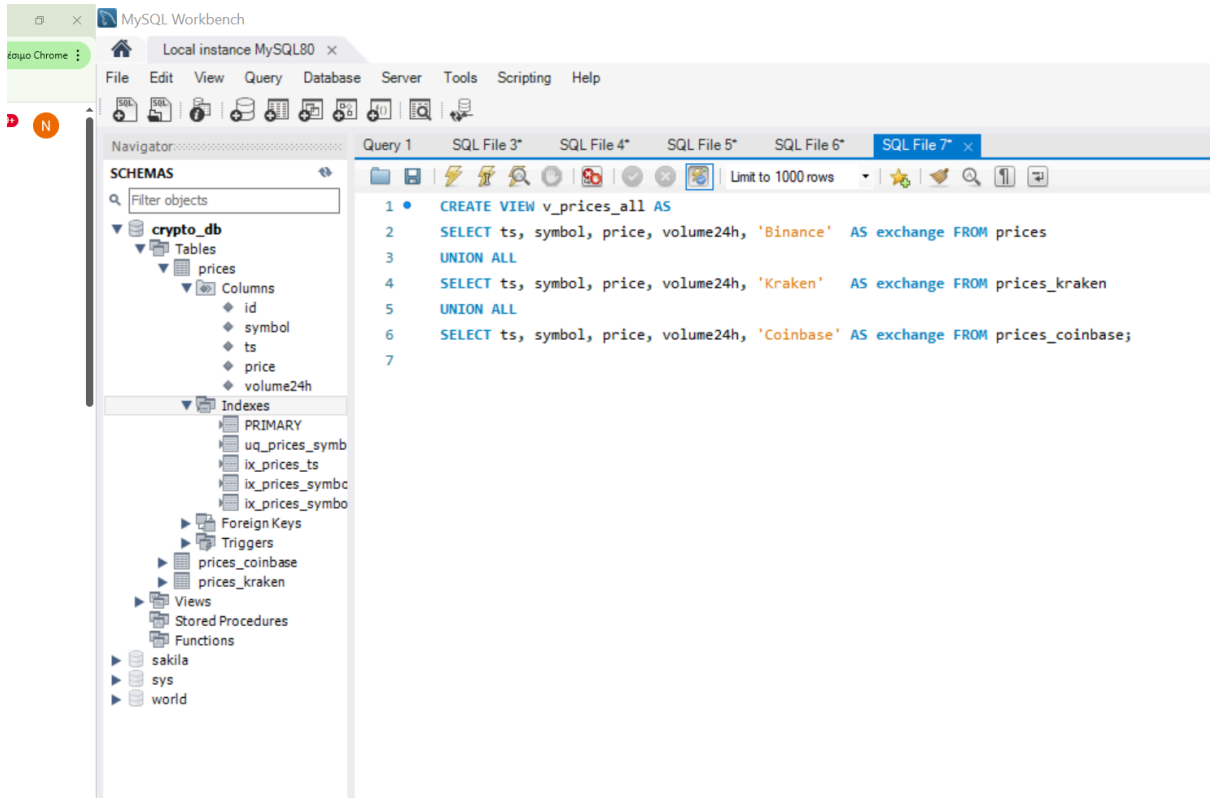 MySQL Workbench
έσιμο Chrome
N
Local instance MySQL80
File Edit View Query Database Server Tools Scripting Help
Navigator
SCHEMAS
Filter objects
crypto_db
Tables
prices
Columns
id
symbol
ts
price
volume24h
Indexes
PRIMARY
uq_prices_symb
ix_prices_ts
ix_prices_symbc
ix_prices_symbo
Foreign Keys
Triggers
prices_coinbase
prices_kraken
Views
Stored Procedures
Functions
sakila
sys
world
Query 1 SQL File 3* SQL File 4* SQL File 5* SQL File 6* SQL File 7*
Limit to 1000 rows
1 CREATE VIEW v_prices_all AS
2 SELECT ts, symbol, price, volume24h, 'Binance' AS exchange FROM prices
3 UNION ALL
4 SELECT ts, symbol, price, volume24h, 'Kraken' AS exchange FROM prices_kraken
5 UNION ALL
6 SELECT ts, symbol, price, volume24h, 'Coinbase' AS exchange FROM prices_coinbase;
7